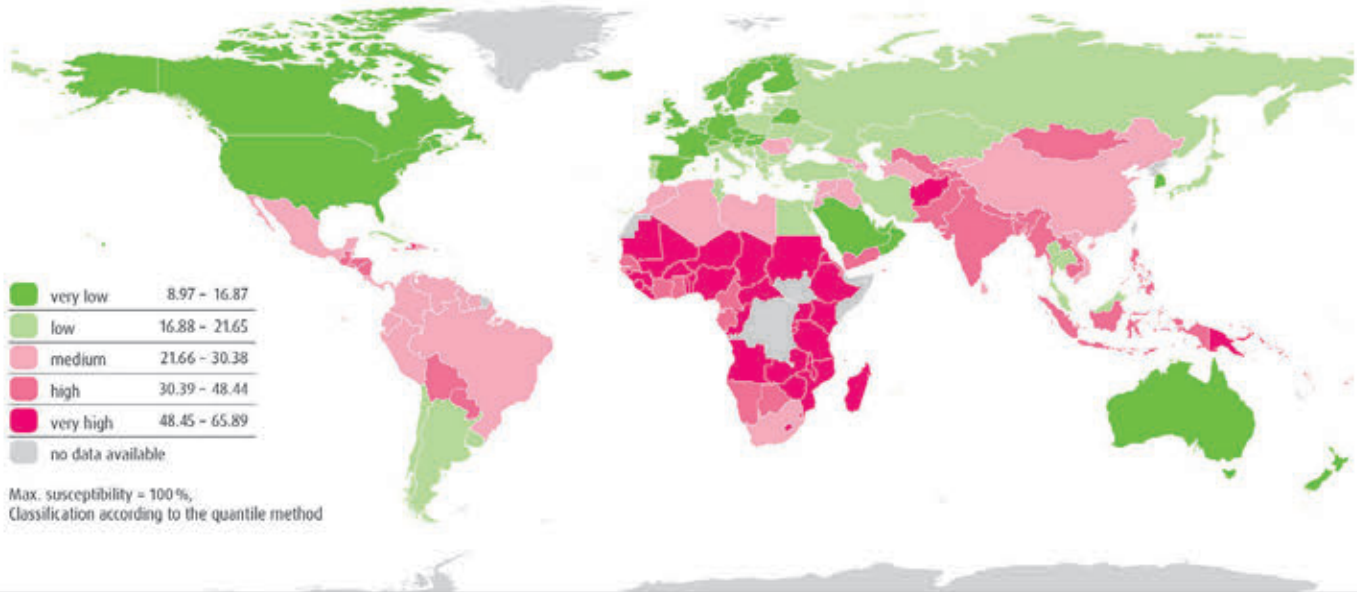 very low 8.97 – 16.87
low 16.88 – 21.65
medium 21.66 – 30.38
high 30.39 – 48.44
very high 48.45 – 65.89
no data available
Max. susceptibility = 100 %,
Classification according to the quantile method